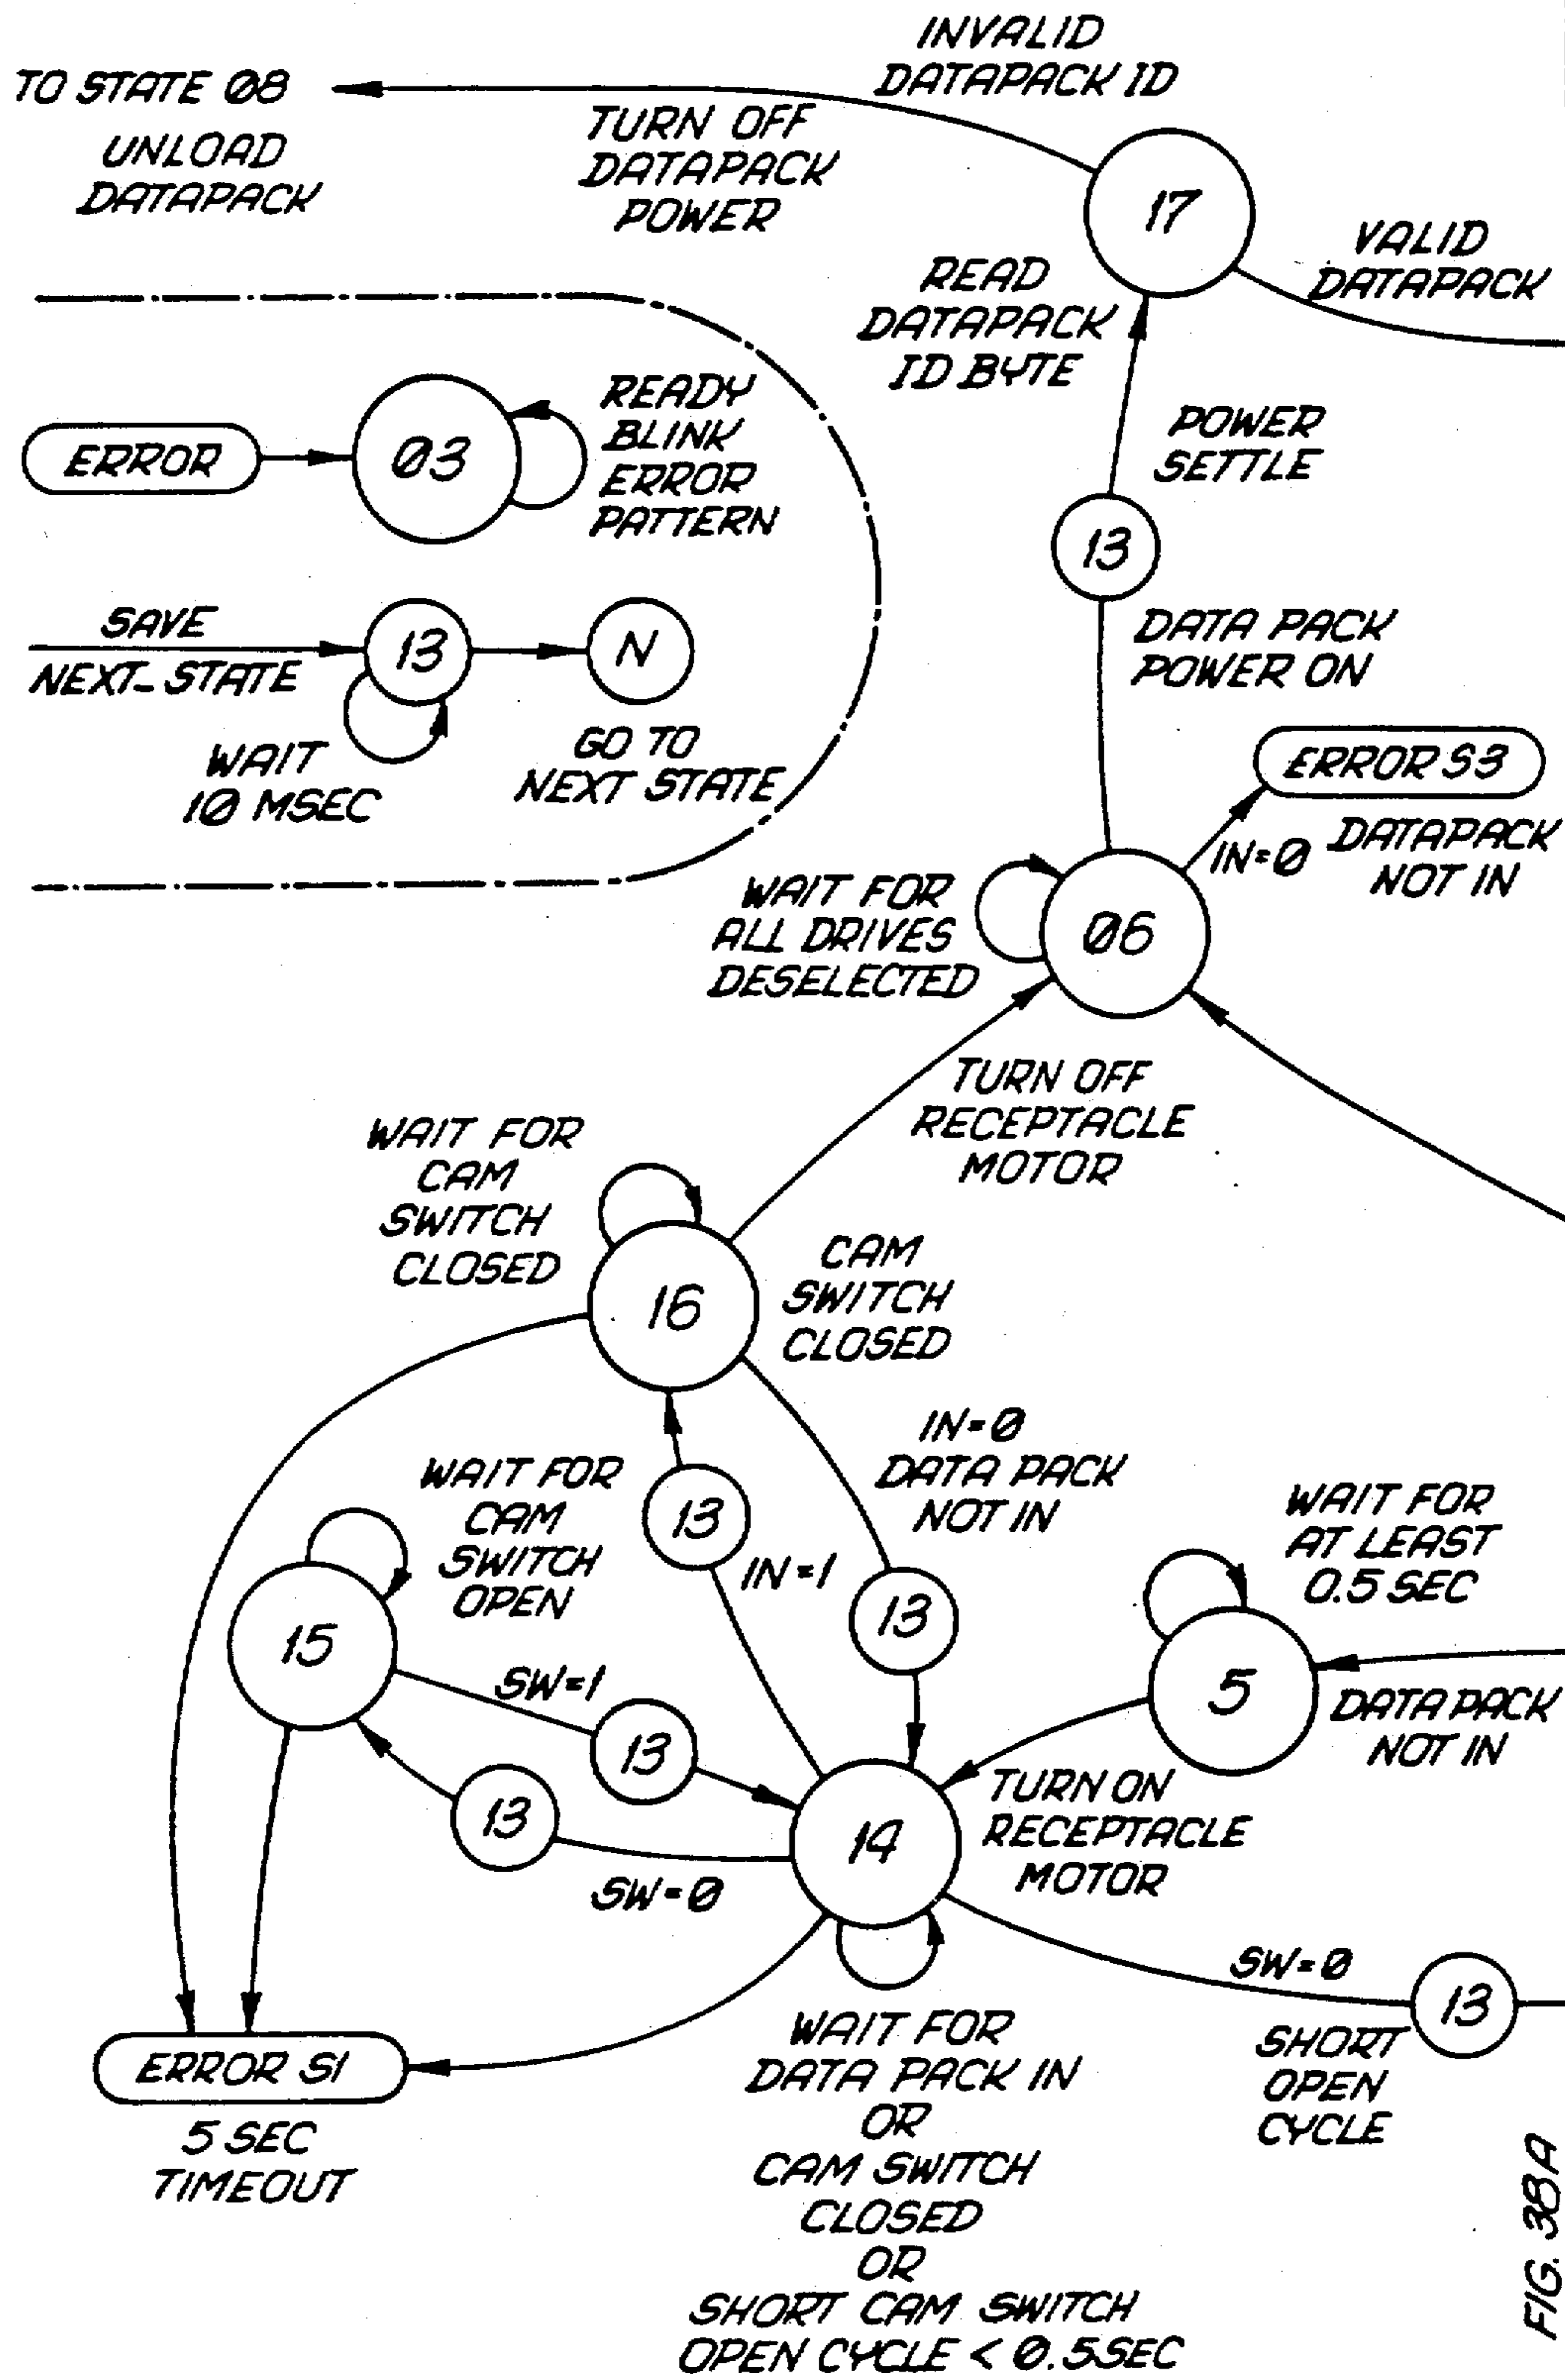 INVALID
DATAPACK ID
TO STATE 08
UNLOAD
DATAPACK
TURN OFF
DATAPACK
POWER
17
VALID
DATAPACK
READ
DATAPACK
ID BYTE
ERROR
03
READY
BLINK
ERROR
PATTERN
POWER
SETTLE
13
SAVE
NEXT_STATE
13
N
WAIT
10 MSEC
GO TO
NEXT STATE
DATA PACK
POWER ON
ERROR S3
IN=0
DATAPACK
NOT IN
WAIT FOR
ALL DRIVES
DESELECTED
06
TURN OFF
RECEPTACLE
MOTOR
WAIT FOR
CAM
SWITCH
CLOSED
16
CAM
SWITCH
CLOSED
IN=0
DATA PACK
NOT IN
WAIT FOR
CAM
SWITCH
OPEN
13
IN=1
13
WAIT FOR
AT LEAST
0.5 SEC
15
SW=1
13
5
DATA PACK
NOT IN
13
SW=0
14
TURN ON
RECEPTACLE
MOTOR
SW=0
13
SHORT
OPEN
CYCLE
ERROR S1
5 SEC
TIMEOUT
WAIT FOR
DATA PACK IN
OR
CAM SWITCH
CLOSED
OR
SHORT CAM SWITCH
OPEN CYCLE < 0.5SEC
FIG. 38A